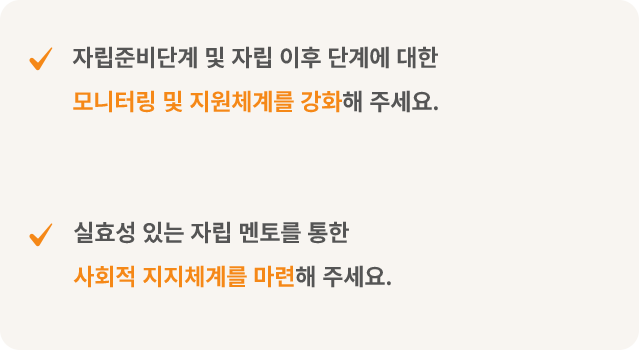 자립준비단계 및 자립 이후 단계에 대한
모니터링 및 지원체계를 강화해 주세요.
실효성 있는 자립 멘토를 통한
사회적 지지체계를 마련해 주세요.